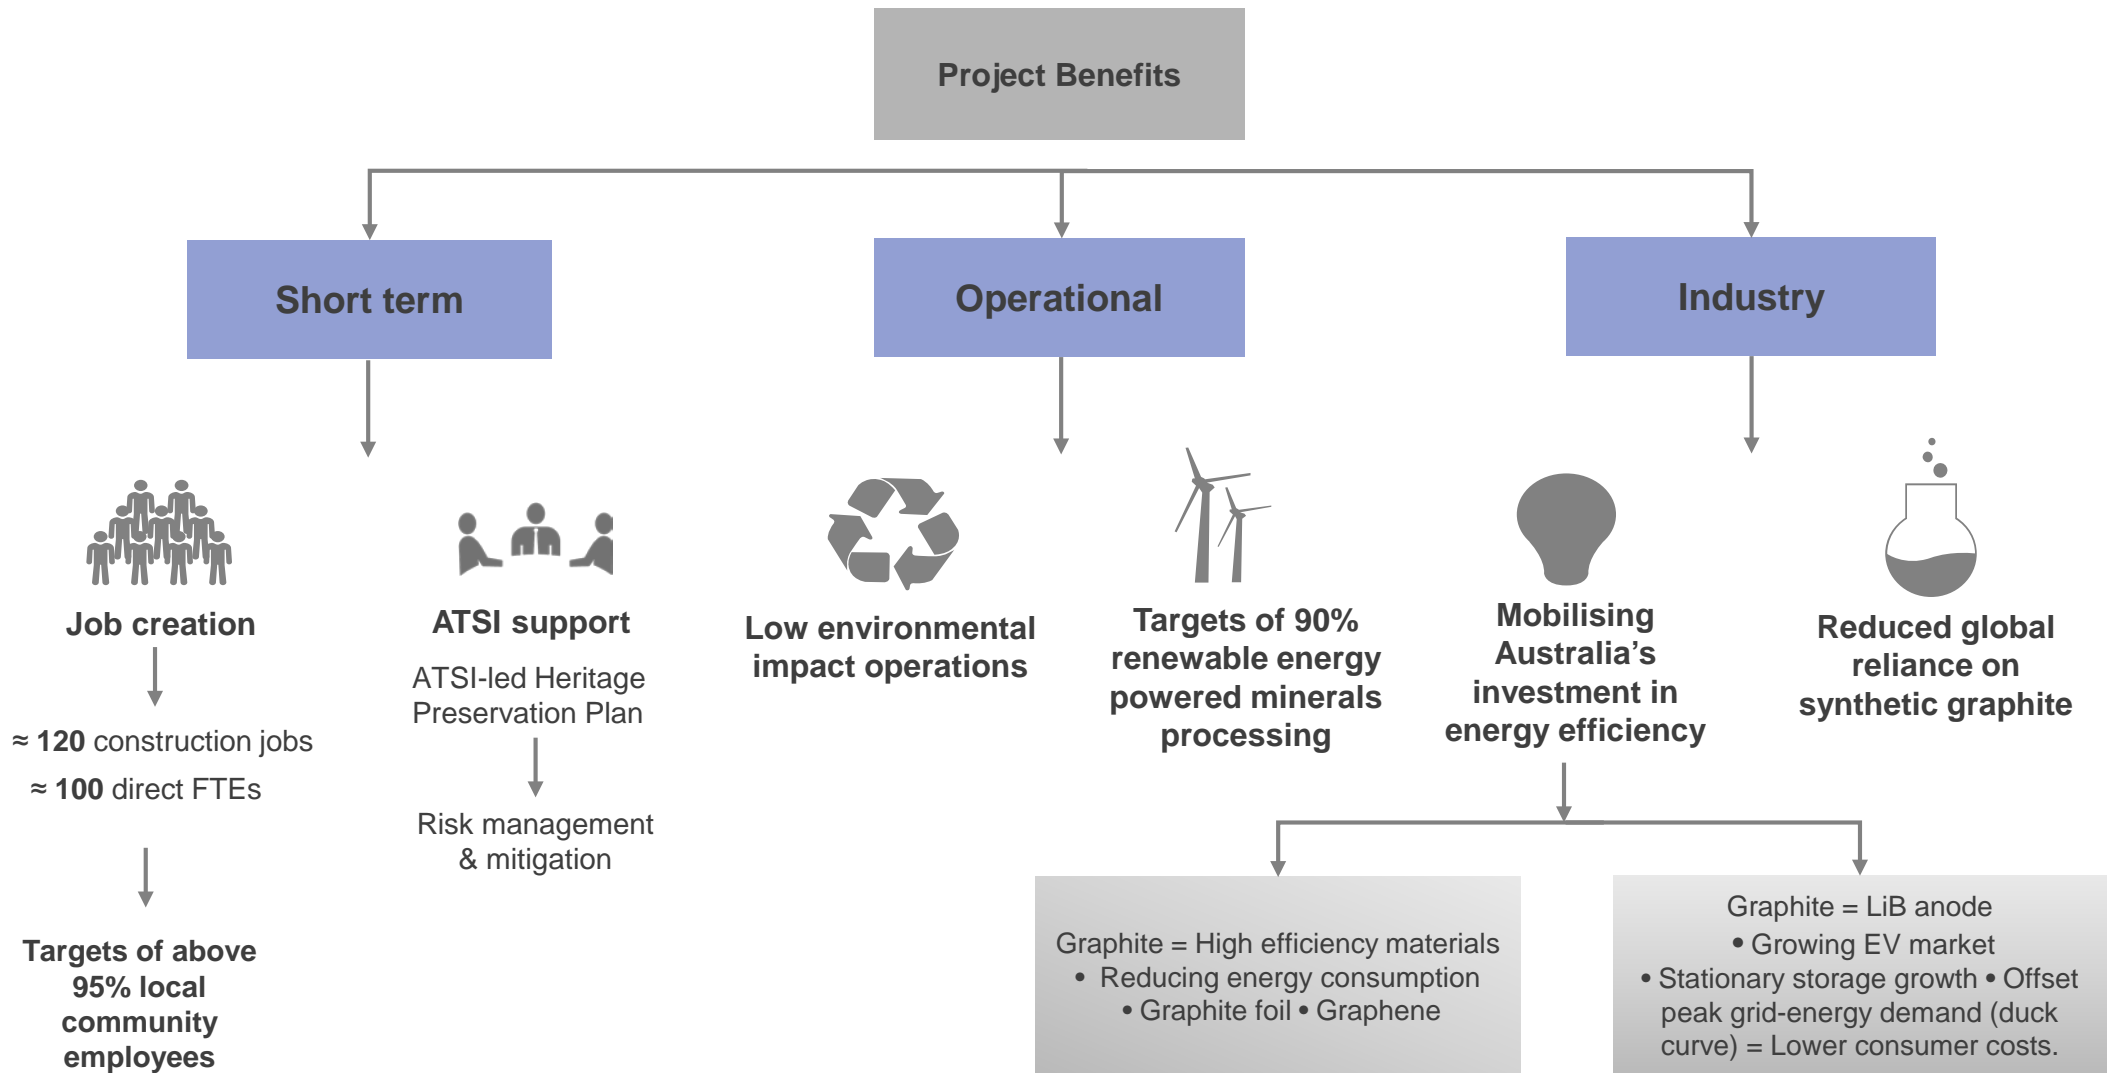 Project Benefits
Short term
Operational
Industry
Job creation
≈ 120 construction jobs
≈ 100 direct FTEs
Targets of above
95% local
community
employees
ATSI support
ATSI-led Heritage
Preservation Plan
Risk management
& mitigation
Low environmental
impact operations
Targets of 90%
renewable energy
powered minerals
processing
Mobilising
Australia’s
investment in
energy efficiency
Reduced global
reliance on
synthetic graphite
Graphite = High efficiency materials
• Reducing energy consumption
• Graphite foil • Graphene
Graphite = LiB anode
• Growing EV market
• Stationary storage growth • Offset
peak grid-energy demand (duck
curve) = Lower consumer costs.